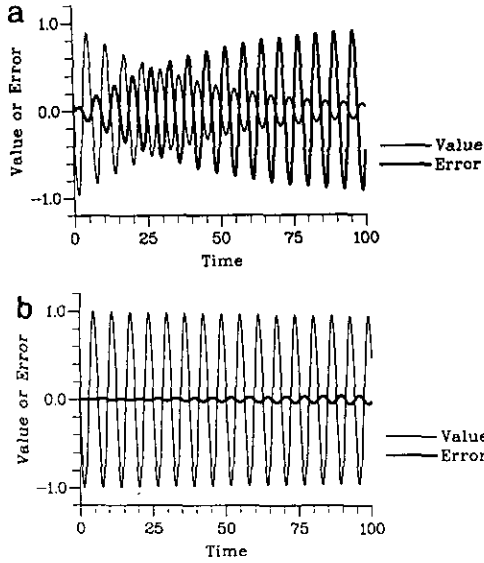 a
1.0
0.0
-1.0
Value or Error
0 25 50 75 100
Time
Value
Error
b
1.0
0.0
-1.0
Value or Error
0 25 50 75 100
Time
Value
Error